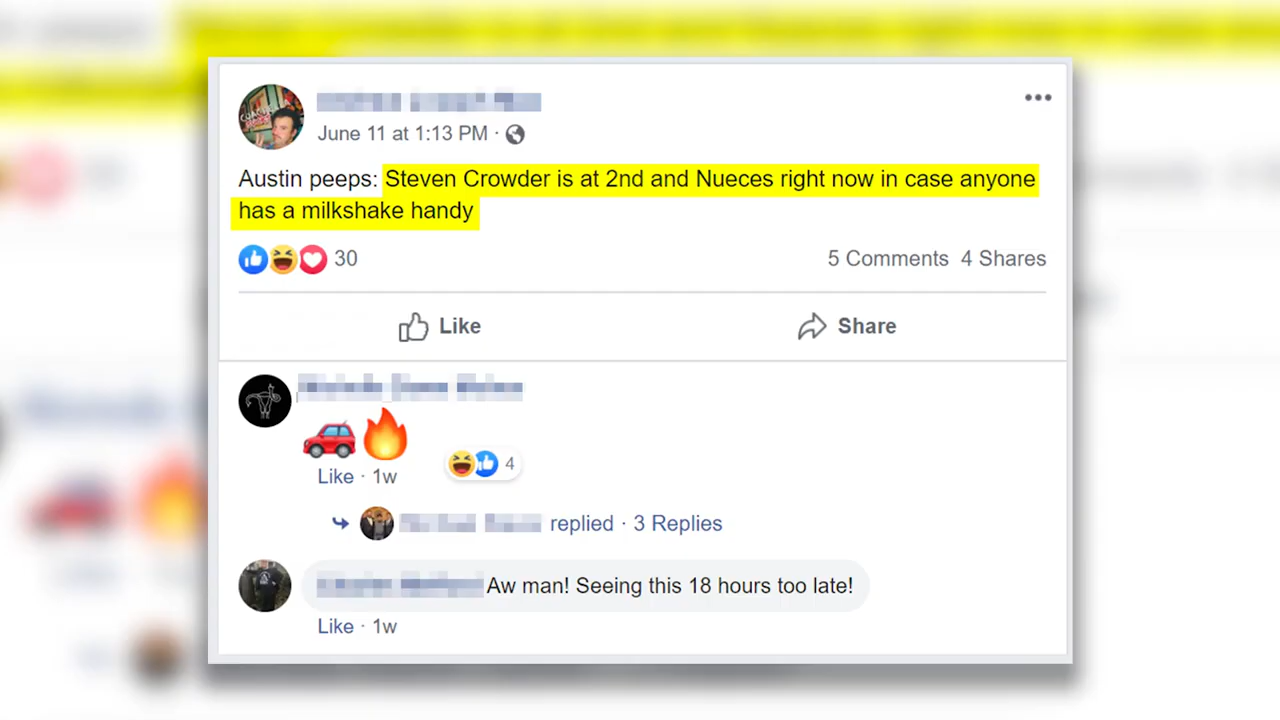 June 11 at 1:13 PM ·
Austin peeps: Steven Crowder is at 2nd and Nueces right now in case anyone
has a milkshake handy
30
5 Comments 4 Shares
Like
Share
4
Like · 1w
replied · 3 Replies
Aw man! Seeing this 18 hours too late!
Like · 1w